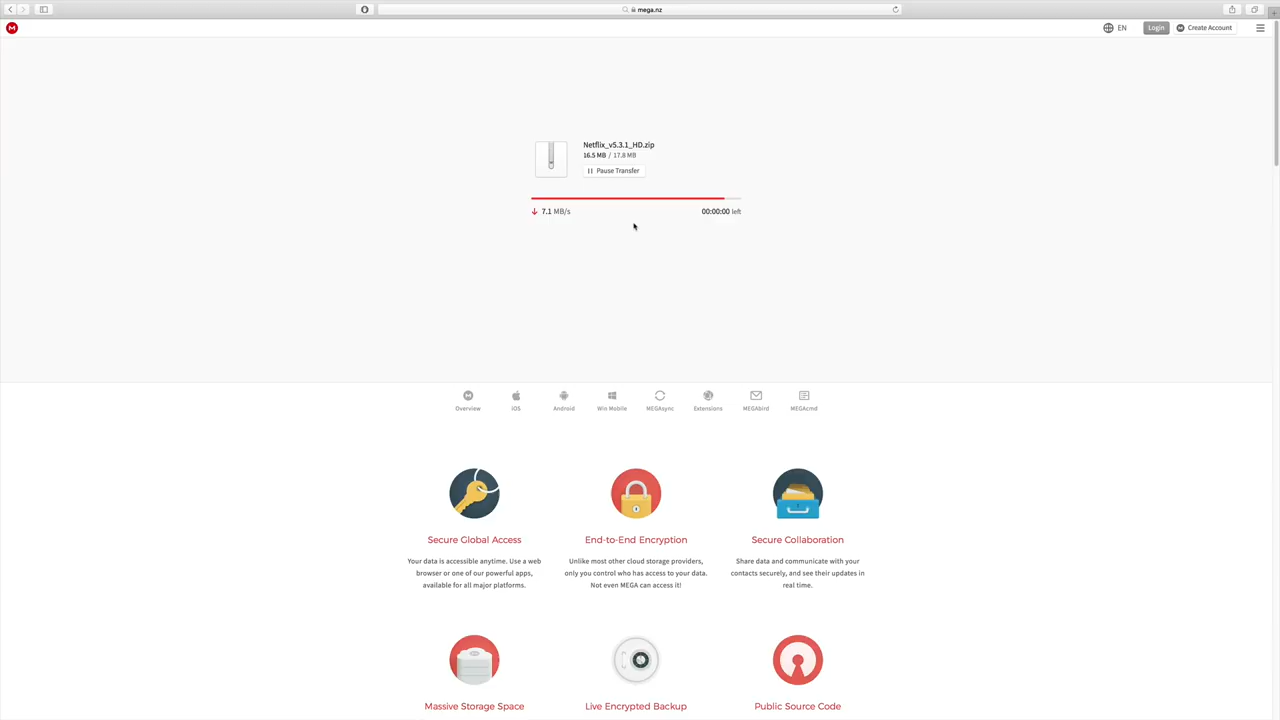 mega.nz
M
EN
Login
M Create Account
Netflix_v5.3.1_HD.zip
16.5 MB / 17.8 MB
Pause Transfer
7.1 MB/s
00:00:00 left
Overview
iOS
Android
Win Mobile
MEGAsync
Extensions
MEGAbird
MEGAcmd
Secure Global Access
End-to-End Encryption
Secure Collaboration
Your data is accessible anytime. Use a web
browser or one of our powerful apps,
available for all major platforms.
Unlike most other cloud storage providers,
only you control who has access to your data.
Not even MEGA can access it!
Share data and communicate with your
contacts securely, and see their updates in
real time.
Massive Storage Space
Live Encrypted Backup
Public Source Code